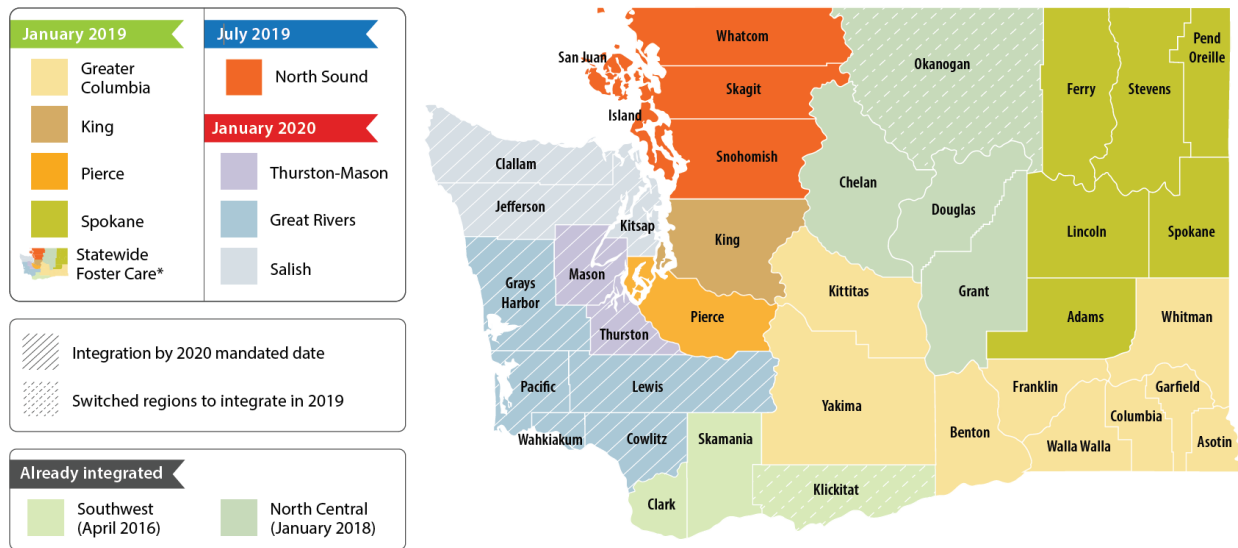 January 2019
Greater
Columbia
King
Pierce
Spokane
Statewide
Foster Care*
July 2019
North Sound
January 2020
Thurston-Mason
Great Rivers
Salish
Integration by 2020 mandated date
Switched regions to integrate in 2019
Already integrated
Southwest
(April 2016)
North Central
(January 2018)
Whatcom
San Juan
Skagit
Island
Snohomish
Okanogan
Ferry
Stevens
Pend
Oreille
Clallam
Jefferson
Kitsap
King
Chelan
Douglas
Lincoln
Spokane
Grays
Harbor
Mason
Thurston
Pierce
Kittitas
Grant
Adams
Whitman
Pacific
Lewis
Yakima
Franklin
Garfield
Columbia
Wahkiakum
Cowlitz
Skamania
Benton
Walla Walla
Asotin
Clark
Klickitat